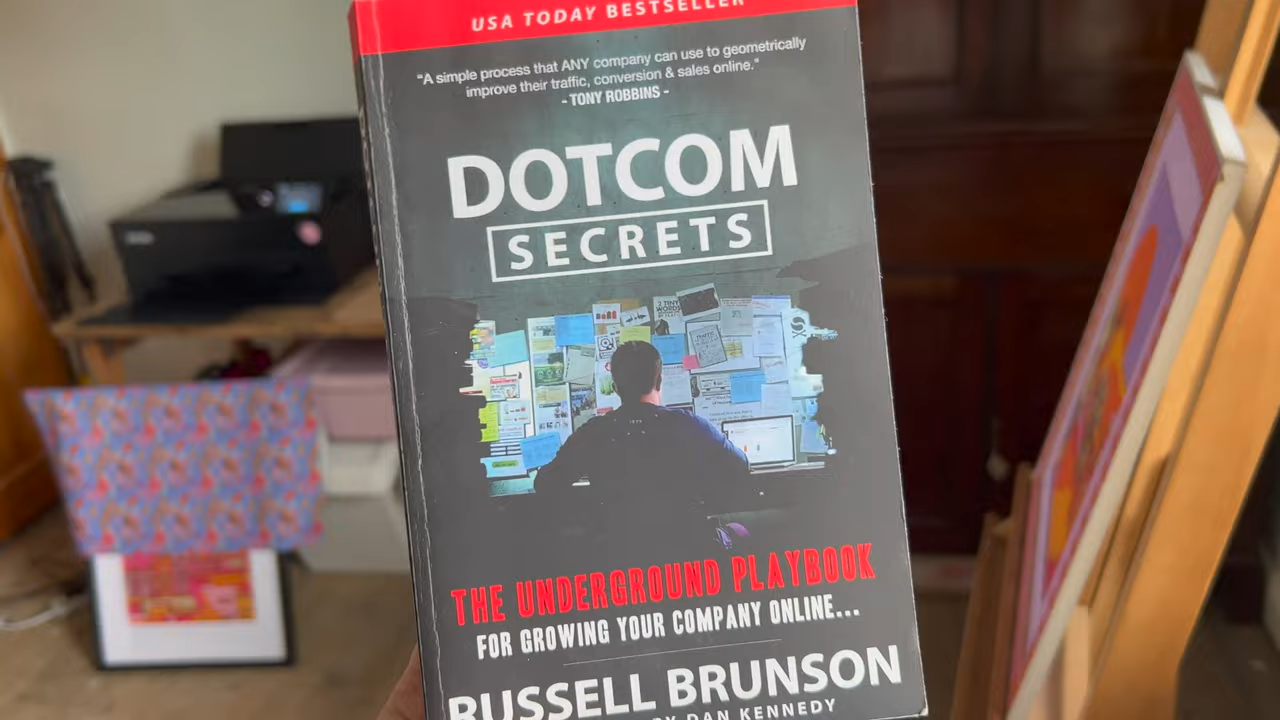 USA TODAY BESTSELLER
"A simple process that ANY company can use to geometrically
improve their traffic, conversion & sales online."
- TONY ROBBINS -
DOTCOM
SECRETS
THE UNDERGROUND PLAYBOOK
FOR GROWING YOUR COMPANY ONLINE...
RUSSELL BRUNSON
DAN KENNEDY